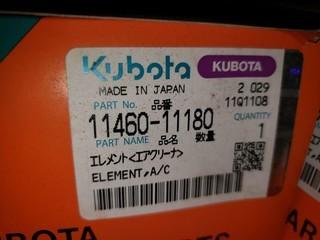 Kubota KUBOTA
MADE IN JAPAN 2 029
PART No. 品番 11Q1108
11460-11180 QUANTITY
PART NAME 品名 数量 1
エレメント<エアクリーナ>
ELEMENT,A/C